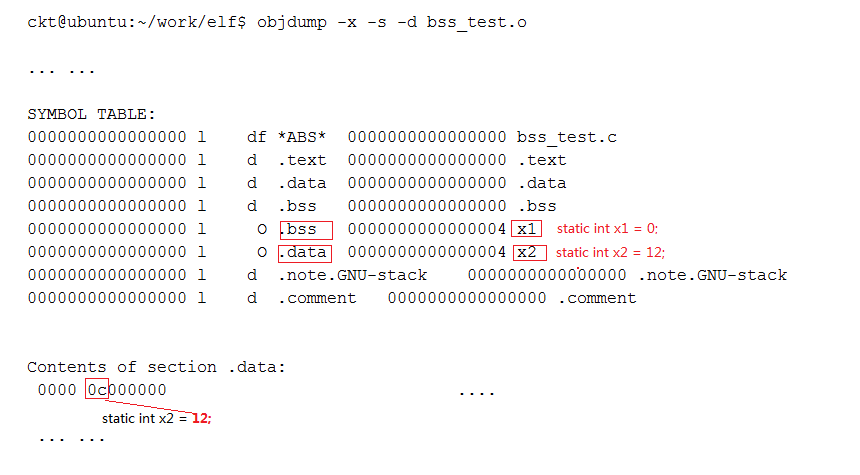 ckt@ubuntu:~/work/elf$ objdump -x -s -d bss_test.o
... ...
SYMBOL TABLE:
0000000000000000 l    df *ABS*  0000000000000000 bss_test.c
0000000000000000 l    d  .text  0000000000000000 .text
0000000000000000 l    d  .data  0000000000000000 .data
0000000000000000 l    d  .bss   0000000000000000 .bss
0000000000000000 l     O .bss   0000000000000004 x1 static int x1 = 0;
0000000000000000 l     O .data  0000000000000004 x2 static int x2 = 12;
0000000000000000 l    d  .note.GNU-stack     0000000000000000 .note.GNU-stack
0000000000000000 l    d  .comment   0000000000000000 .comment
Contents of section .data:
0000 0c000000 ....
static int x2 = 12;
... ...